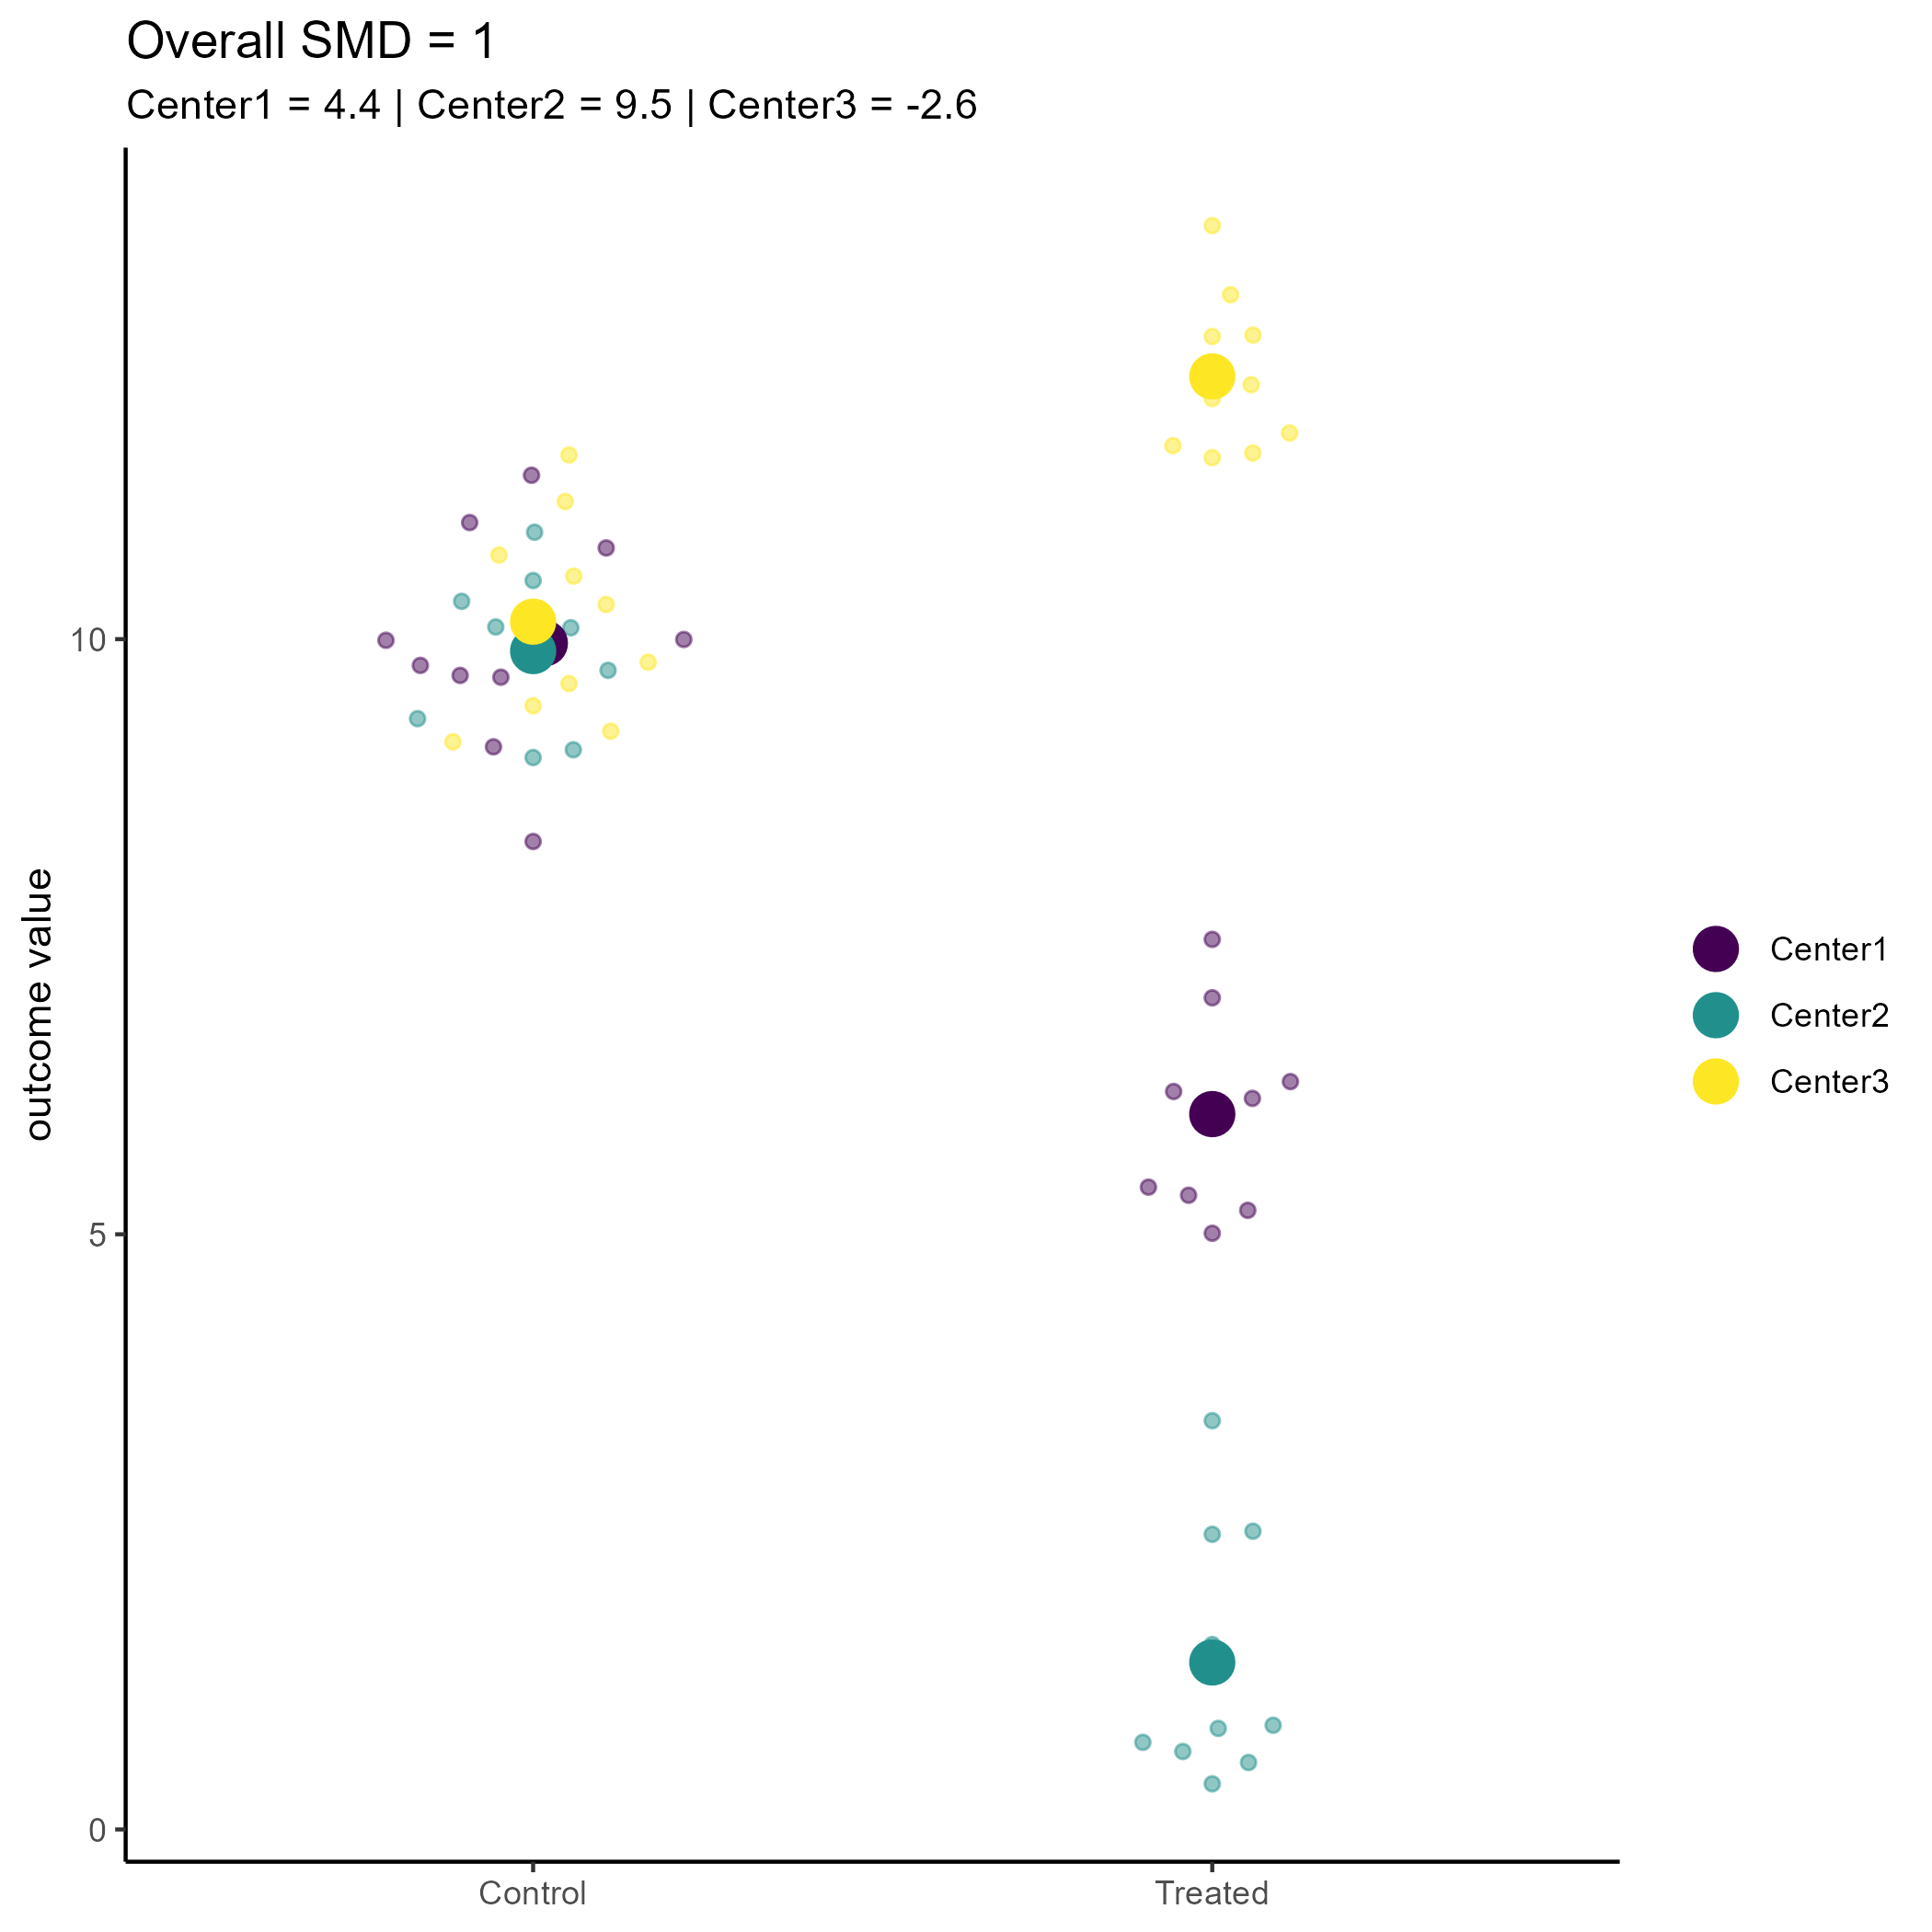 Overall SMD = 1
Center1 = 4.4 | Center2 = 9.5 | Center3 = -2.6
outcome value
10
5
0
Control
Treated
Center1
Center2
Center3